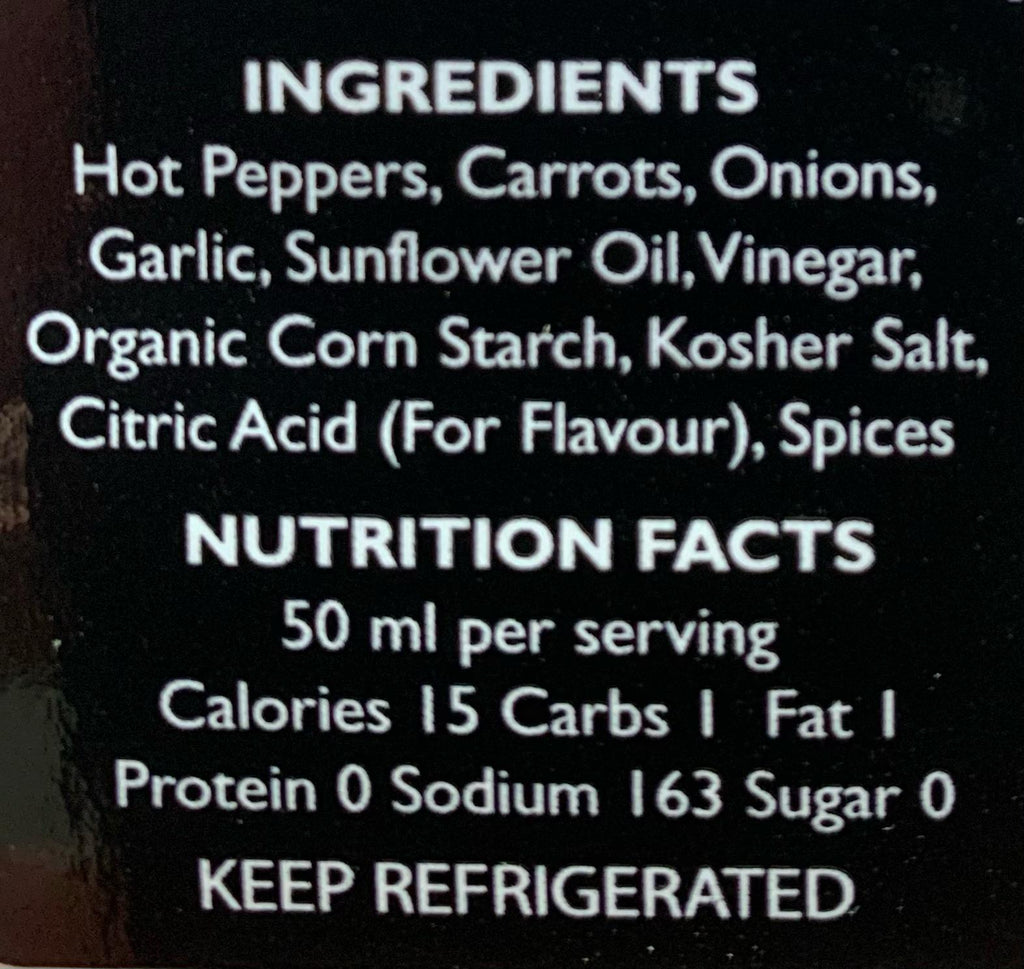 INGREDIENTS
Hot Peppers, Carrots, Onions,
Garlic, Sunflower Oil, Vinegar,
Organic Corn Starch, Kosher Salt,
Citric Acid (For Flavour), Spices
NUTRITION FACTS
50 ml per serving
Calories 15 Carbs 1 Fat 1
Protein 0 Sodium 163 Sugar 0
KEEP REFRIGERATED